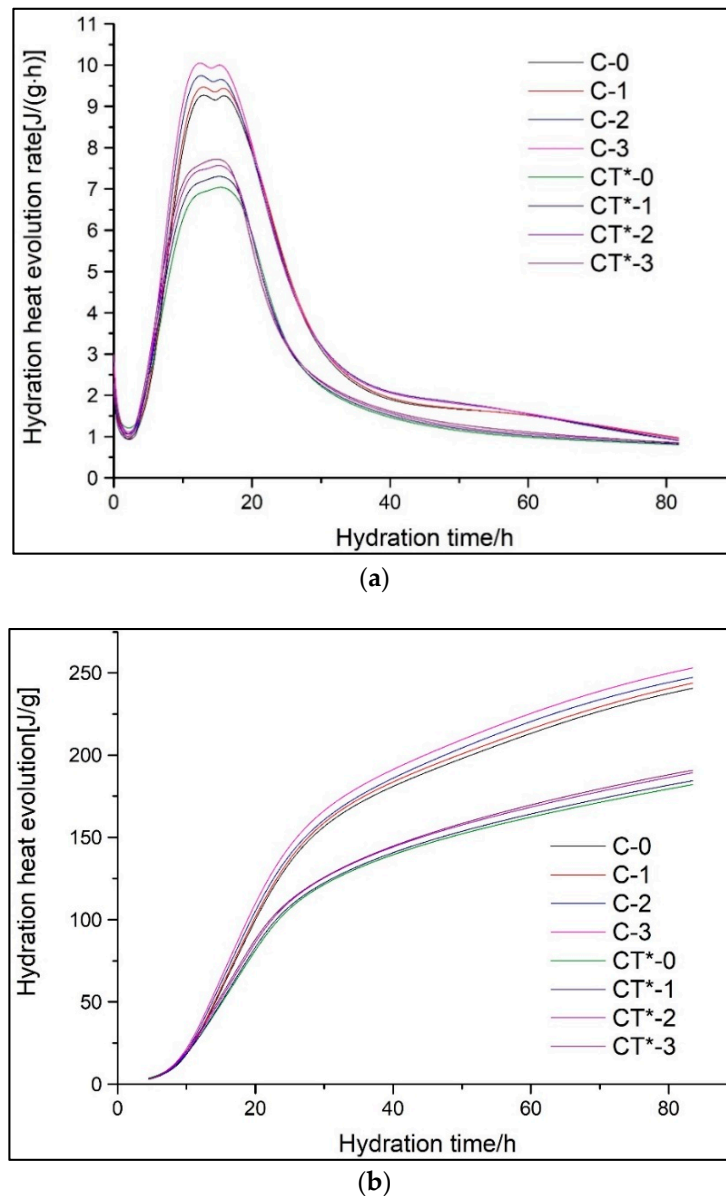 Hydration heat evolution rate[J/(g·h)]
11
10
9
8
7
6
5
4
3
2
1
0
C-0
C-1
C-2
C-3
CT*-0
CT*-1
CT*-2
CT*-3
0 20 40 60 80
Hydration time/h
(a)
Hydration heat evolution[J/g]
250
200
150
100
50
0
C-0
C-1
C-2
C-3
CT*-0
CT*-1
CT*-2
CT*-3
0 20 40 60 80
Hydration time/h
(b)